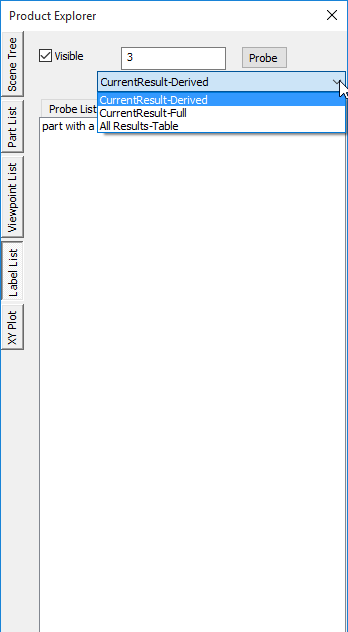 Product Explorer
Scene Tree
Part List
Viewpoint List
Label List
XY Plot
Visible
3
Probe
CurrentResult-Derived
CurrentResult-Derived
CurrentResult-Full
All Results-Table
Probe List
part with a